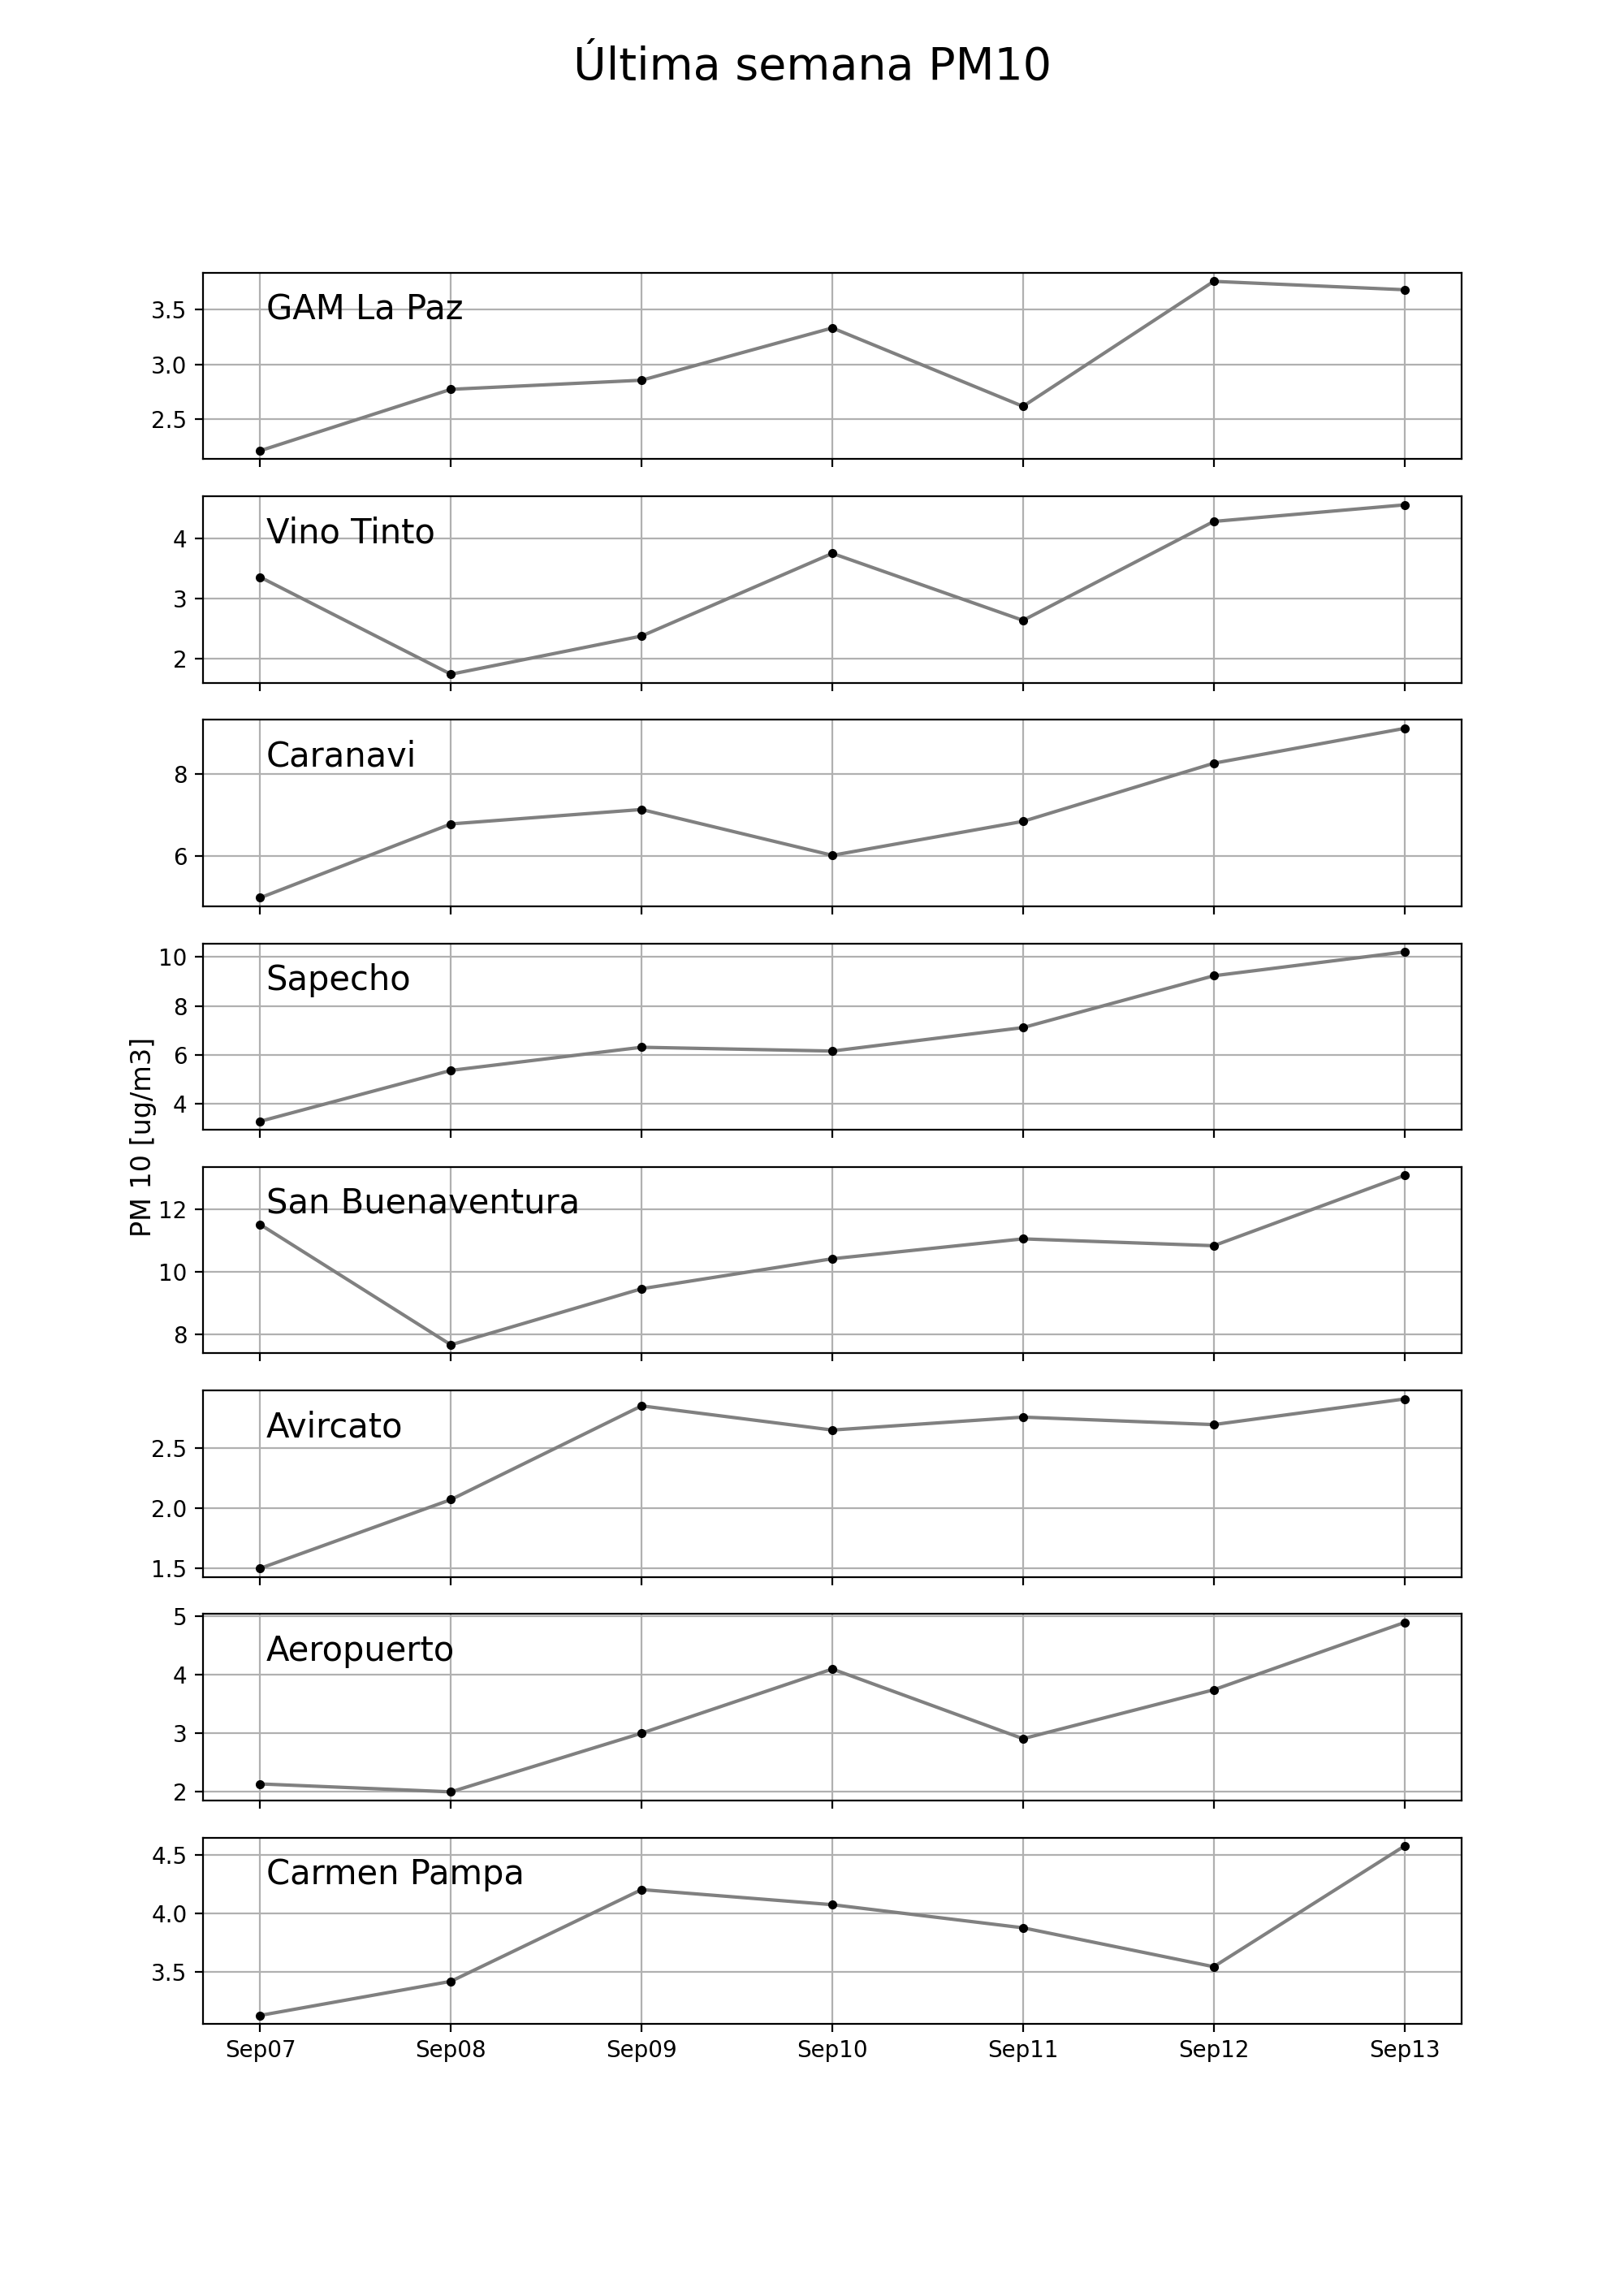 Última semana PM10
GAM La Paz
3.5
3.0
2.5
Vino Tinto
4
3
2
Caranavi
8
6
Sapecho
10
8
6
4
PM 10 [ug/m3]
San Buenaventura
12
10
8
Avircato
2.5
2.0
1.5
Aeropuerto
5
4
3
2
Carmen Pampa
4.5
4.0
3.5
Sep07 Sep08 Sep09 Sep10 Sep11 Sep12 Sep13